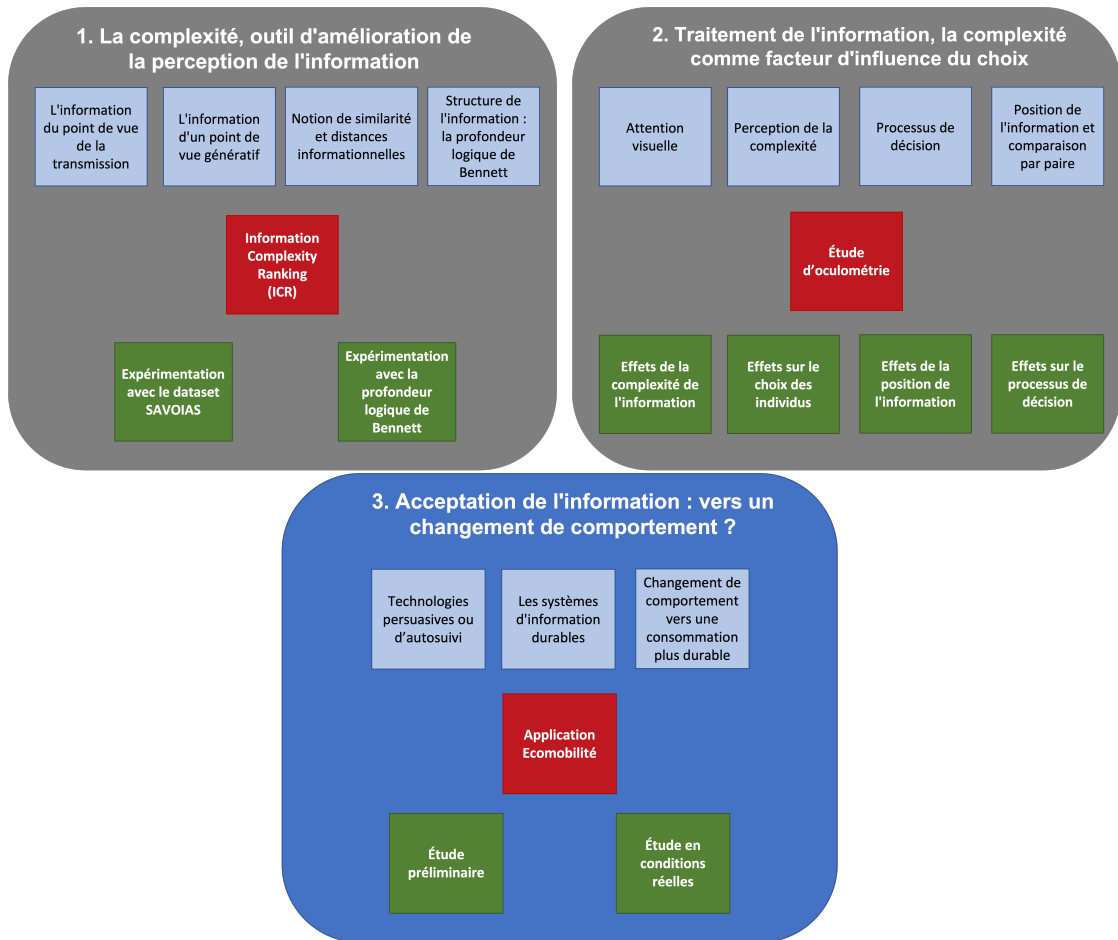 1. La complexité, outil d'amélioration de
la perception de l'information
L'information
du point de vue
de la
transmission
L'information
d'un point de
vue génératif
Notion de similarité
et distances
informationnelles
Structure de
l'information :
la profondeur
logique de
Bennett
Information
Complexity
Ranking
(ICR)
Expérimentation
avec le dataset
SAVOIAS
Expérimentation
avec la
profondeur
logique de
Bennett
2. Traitement de l'information, la complexité
comme facteur d'influence du choix
Attention
visuelle
Perception de la
complexité
Processus de
décision
Position de
l'information et
comparaison
par paire
Étude
d’oculométrie
Effets de la
complexité de
l'information
Effets sur le
choix des
individus
Effets de la
position de
l'information
Effets sur le
processus de
décision
3. Acceptation de l'information : vers un
changement de comportement ?
Technologies
persuasives ou
d’autosuivi
Les systèmes
d'information
durables
Changement de
comportement
vers une
consommation
plus durable
Application
Ecomobilité
Étude
préliminaire
Étude en
conditions
réelles